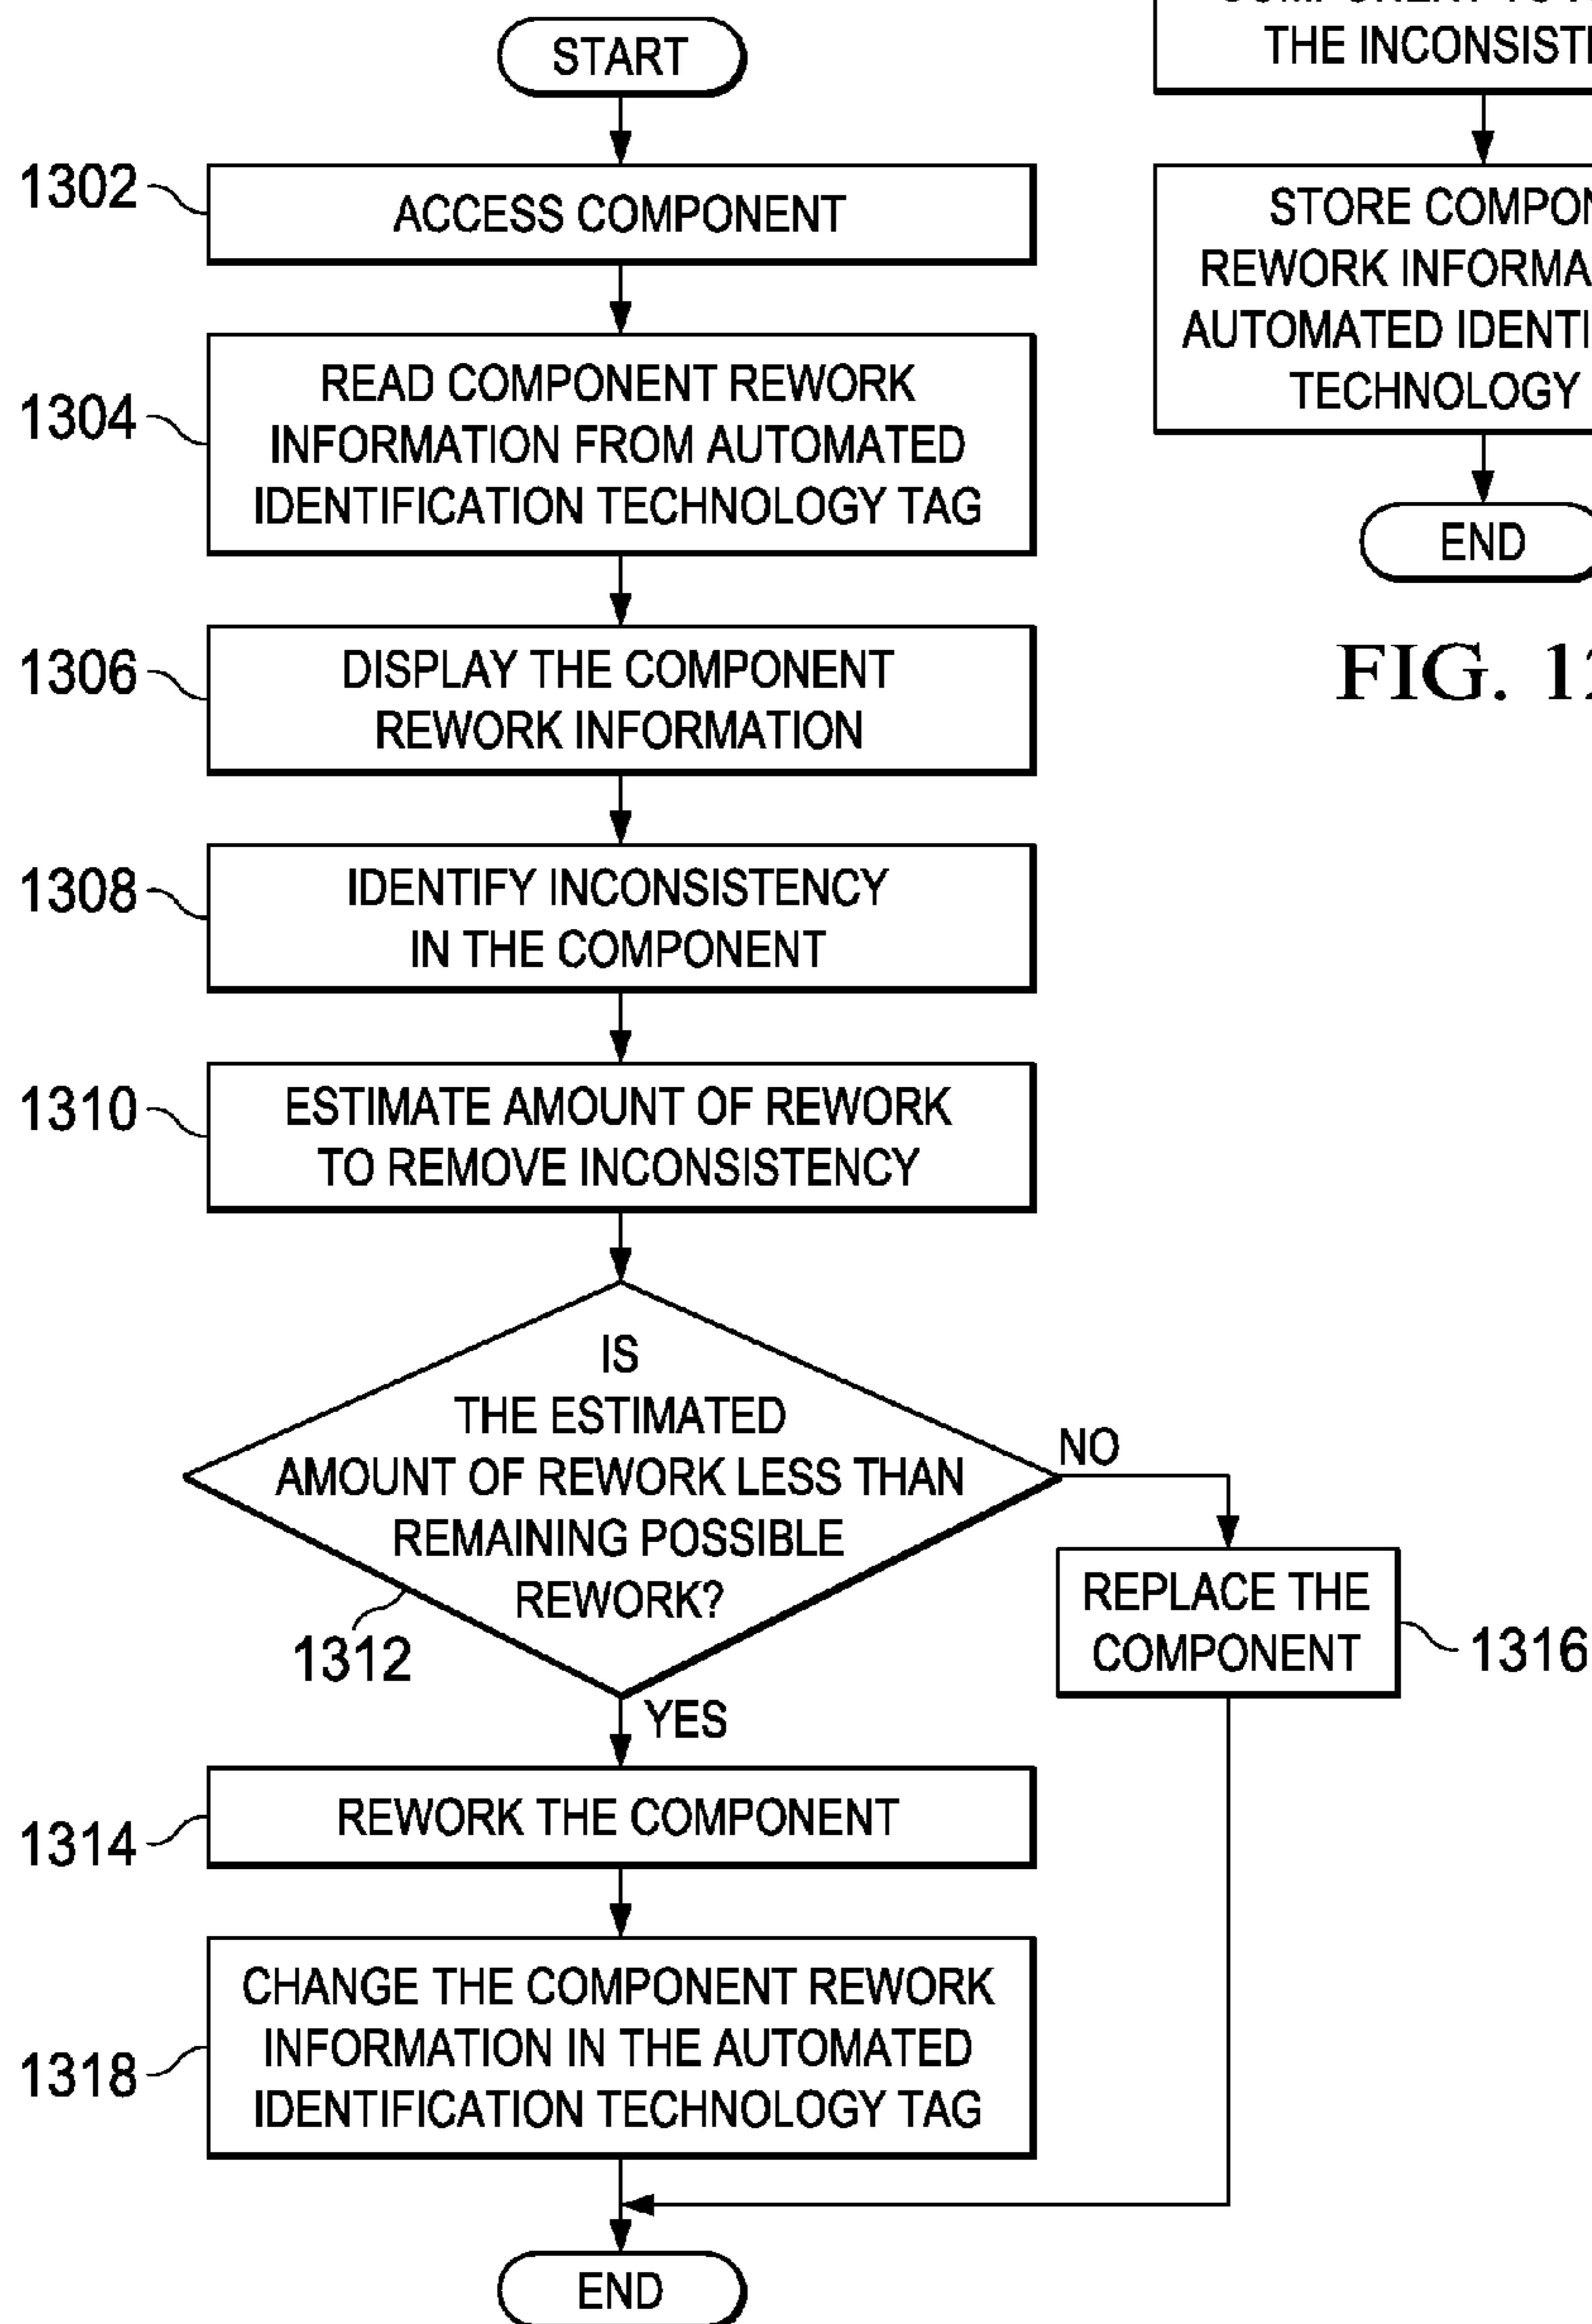 START
1302
ACCESS COMPONENT
1304
READ COMPONENT REWORK
INFORMATION FROM AUTOMATED
IDENTIFICATION TECHNOLOGY TAG
1306
DISPLAY THE COMPONENT
REWORK INFORMATION
1308
IDENTIFY INCONSISTENCY
IN THE COMPONENT
1310
ESTIMATE AMOUNT OF REWORK
TO REMOVE INCONSISTENCY
IS
THE ESTIMATED
AMOUNT OF REWORK LESS THAN
REMAINING POSSIBLE
REWORK?
1312
NO
REPLACE THE
COMPONENT
1316
YES
1314
REWORK THE COMPONENT
1318
CHANGE THE COMPONENT REWORK
INFORMATION IN THE AUTOMATED
IDENTIFICATION TECHNOLOGY TAG
END
THE
STORE
REWORK
AUTOMATED
TECHNOLOGY
END
FIG.